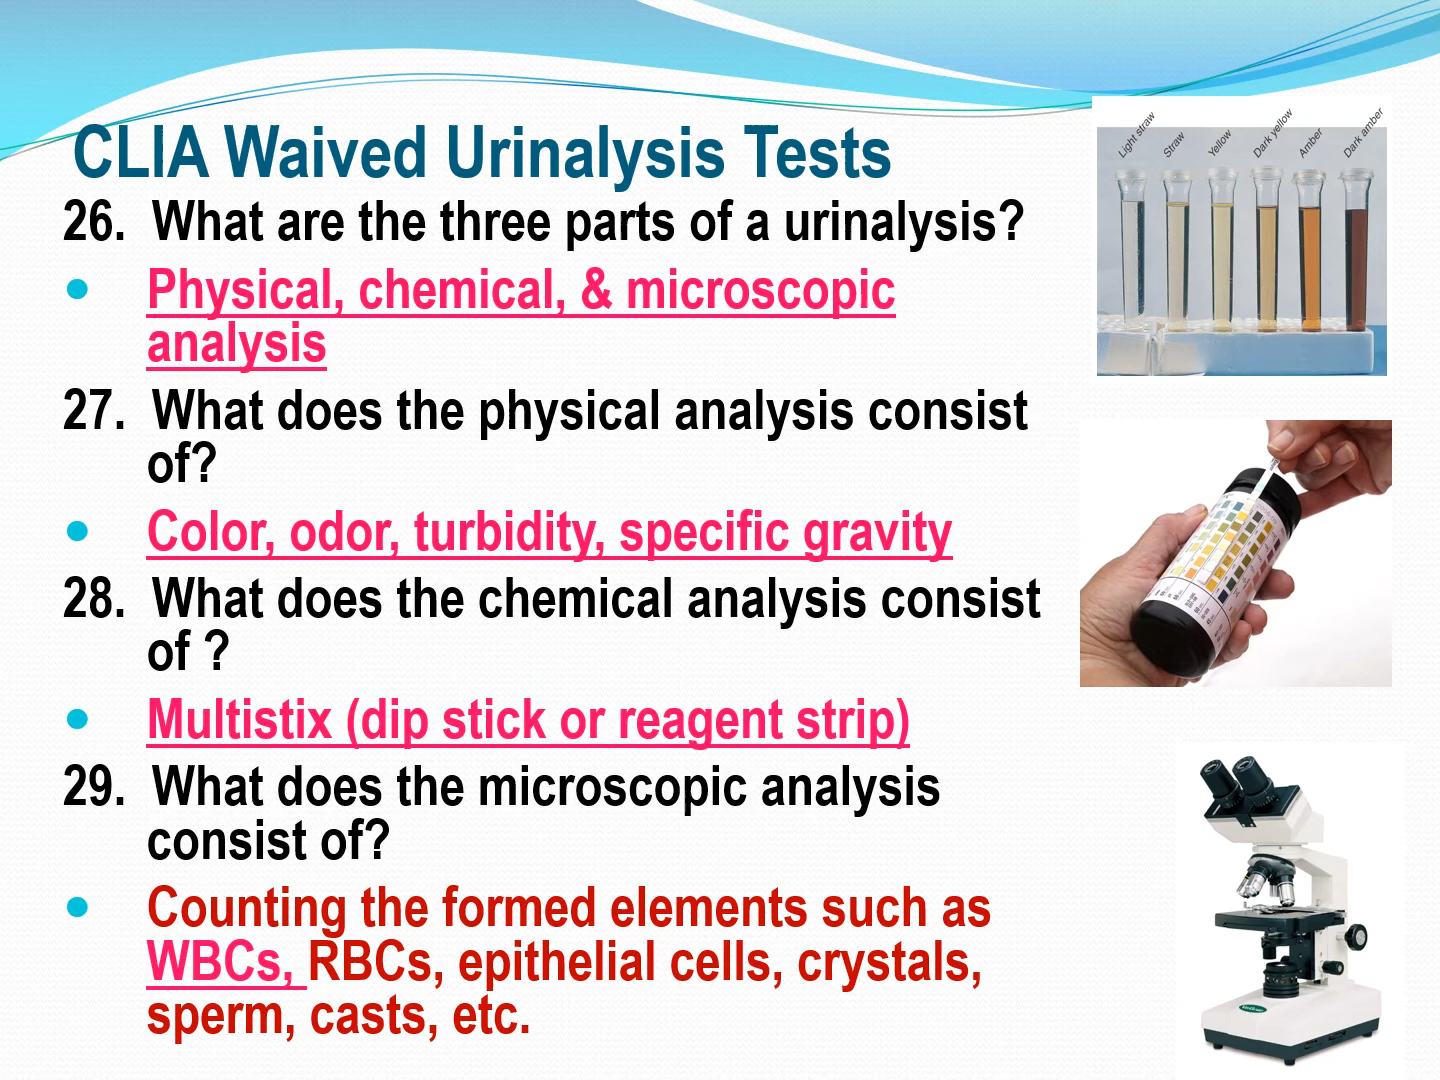 CLIA Waived Urinalysis Tests
26. What are the three parts of a urinalysis?
• Physical, chemical, & microscopic
analysis
27. What does the physical analysis consist
of?
• Color, odor, turbidity, specific gravity
28. What does the chemical analysis consist
of ?
• Multistix (dip stick or reagent strip)
29. What does the microscopic analysis
consist of?
• Counting the formed elements such as
WBCs, RBCs, epithelial cells, crystals,
sperm, casts, etc.
Light straw
Straw
Yellow
Dark yellow
Amber
Dark amber